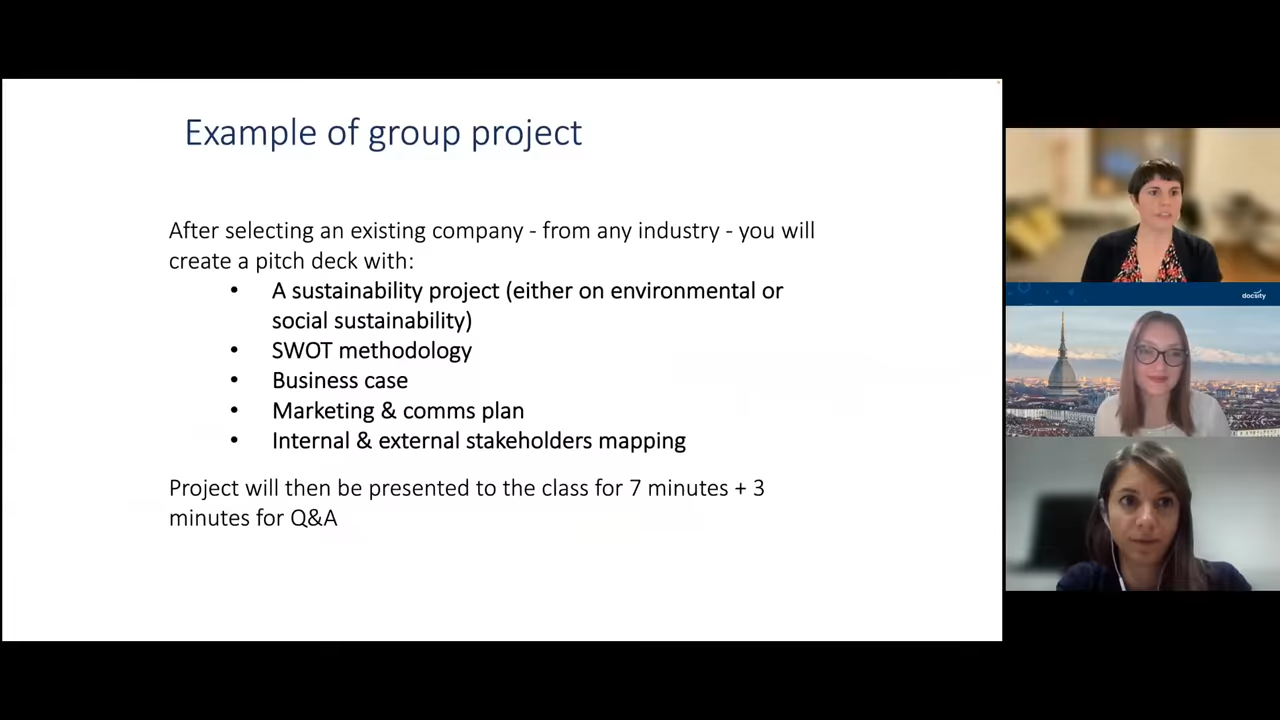 Example of group project
After selecting an existing company - from any industry - you will
create a pitch deck with:
• A sustainability project (either on environmental or
social sustainability)
• SWOT methodology
• Business case
• Marketing & comms plan
• Internal & external stakeholders mapping
Project will then be presented to the class for 7 minutes + 3
minutes for Q&A
docsity